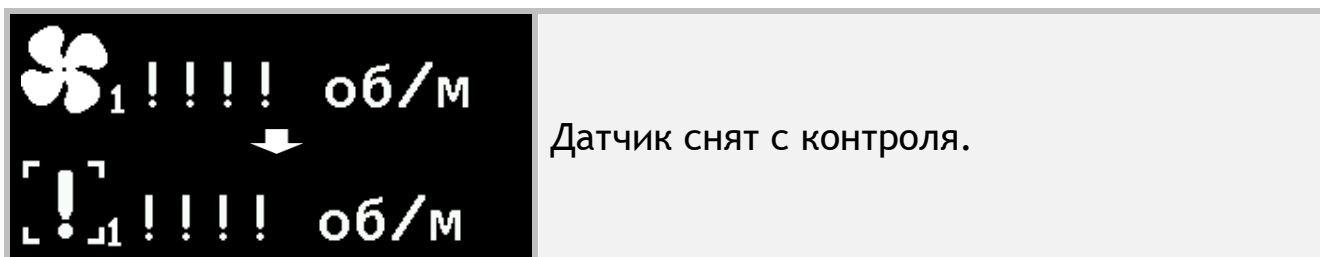 1 !!!! об/м
Датчик снят с контроля.
! 1 !!!! об/м